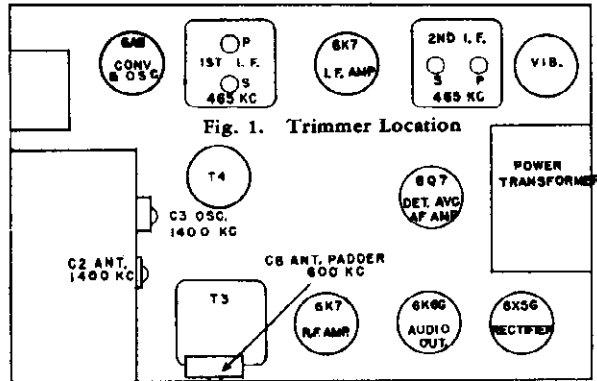 6A8
CONV.
& OSC.
P
1ST I.F.
S
465 KC
6K7
I.F. AMP
2ND I.F.
S P
465 KC
VIB.
Fig. 1. Trimmer Location
T4
6Q7
DET. AVC
AF AMP
POWER
TRANSFORMER
C3 OSC.
1400 KC
C2 ANT.
1400 KC
C8 ANT. PADDER
600 KC
T3
6K7
R.F. AMP.
6K6G
AUDIO
OUT.
6X5G
RECTIFIER